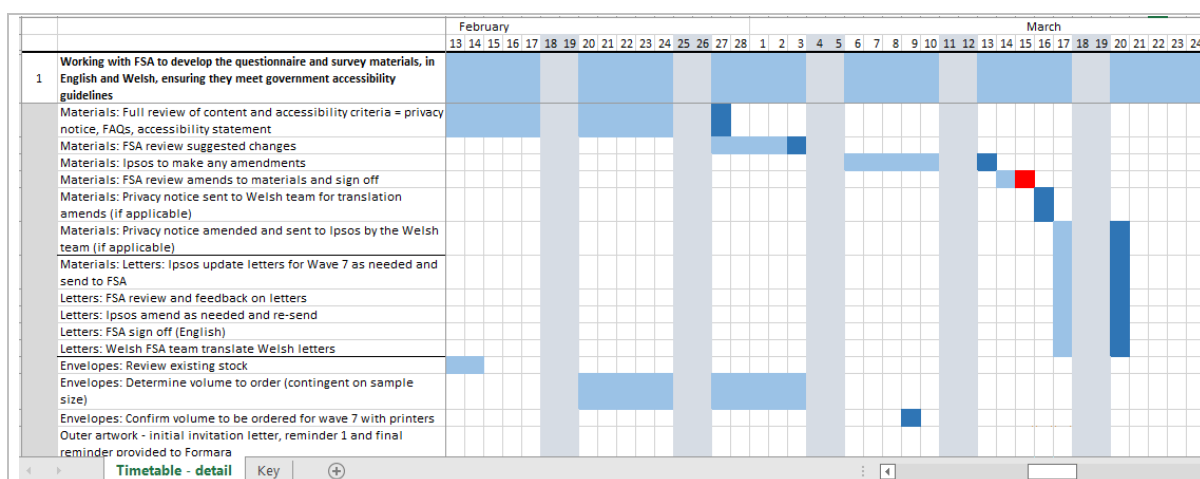 February March
13 14 15 16 17 18 19 20 21 22 23 24 25 26 27 28 1 2 3 4 5 6 7 8 9 10 11 12 13 14 15 16 17 18 19 20 21 22 23 24
Working with FSA to develop the questionnaire and survey materials, in
1 English and Welsh, ensuring they meet government accessibility
guidelines
Materials: Full review of content and accessibility criteria = privacy
notice, FAQs, accessibility statement
Materials: FSA review suggested changes
Materials: Ipsos to make any amendments
Materials: FSA review amends to materials and sign off
Materials: Privacy notice sent to Welsh team for translation
amends (if applicable)
Materials: Privacy notice amended and sent to Ipsos by the Welsh
team (if applicable)
Materials: Letters: Ipsos update letters for Wave 7 as needed and
send to FSA
Letters: FSA review and feedback on letters
Letters: Ipsos amend as needed and re-send
Letters: FSA sign off (English)
Letters: Welsh FSA team translate Welsh letters
Envelopes: Review existing stock
Envelopes: Determine volume to order (contingent on sample
size)
Envelopes: Confirm volume to be ordered for wave 7 with printers
Outer artwork - initial invitation letter, reminder 1 and final
reminder provided to Formara
Timetable - detail Key